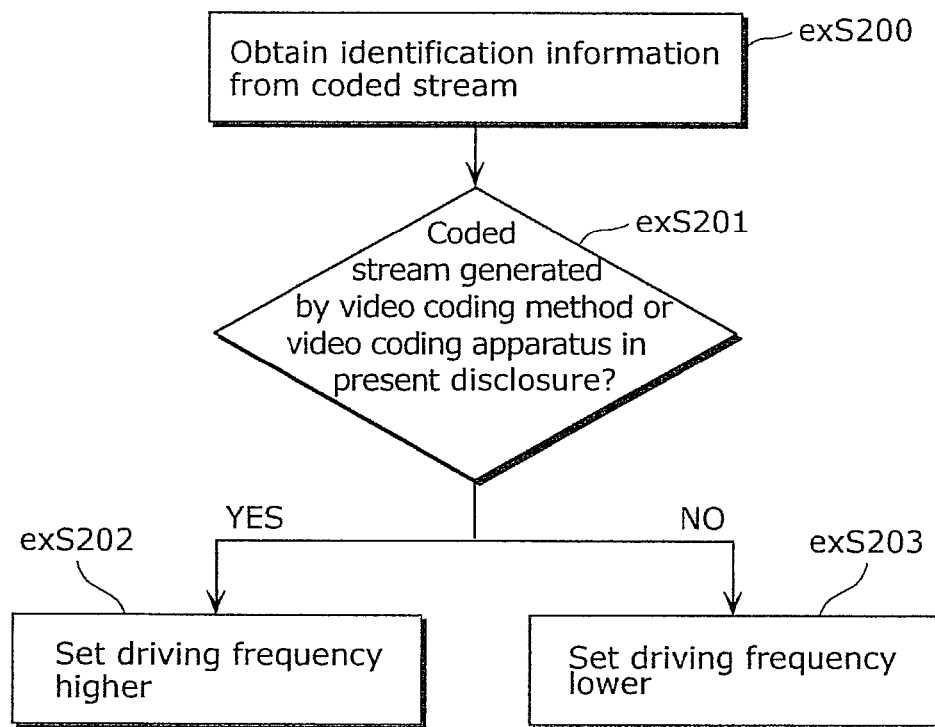 exS200
Obtain identification information
from coded stream
exS201
Coded
stream generated
by video coding method or
video coding apparatus in
present disclosure?
YES
NO
exS202
exS203
Set driving frequency
higher
Set driving frequency
lower